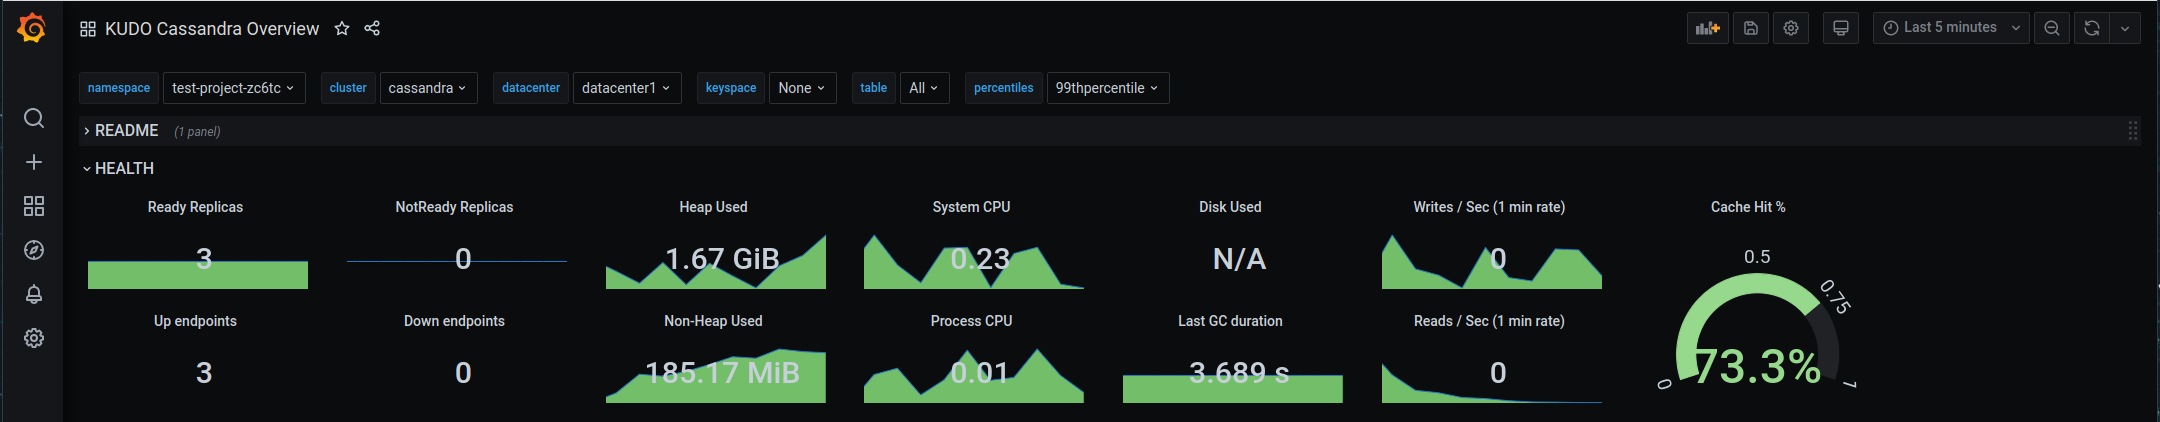 KUDO Cassandra Overview
Last 5 minutes
namespace test-project-zc6tc cluster cassandra datacenter datacenter1 keyspace None table All percentiles 99thpercentile
README (1 panel)
HEALTH
Ready Replicas
3
NotReady Replicas
0
Heap Used
1.67 GiB
System CPU
0.23
Disk Used
N/A
Writes / Sec (1 min rate)
0
Cache Hit %
0
0.5
0.75
1
73.3%
Up endpoints
3
Down endpoints
0
Non-Heap Used
185.17 MiB
Process CPU
0.01
Last GC duration
3.689 s
Reads / Sec (1 min rate)
0